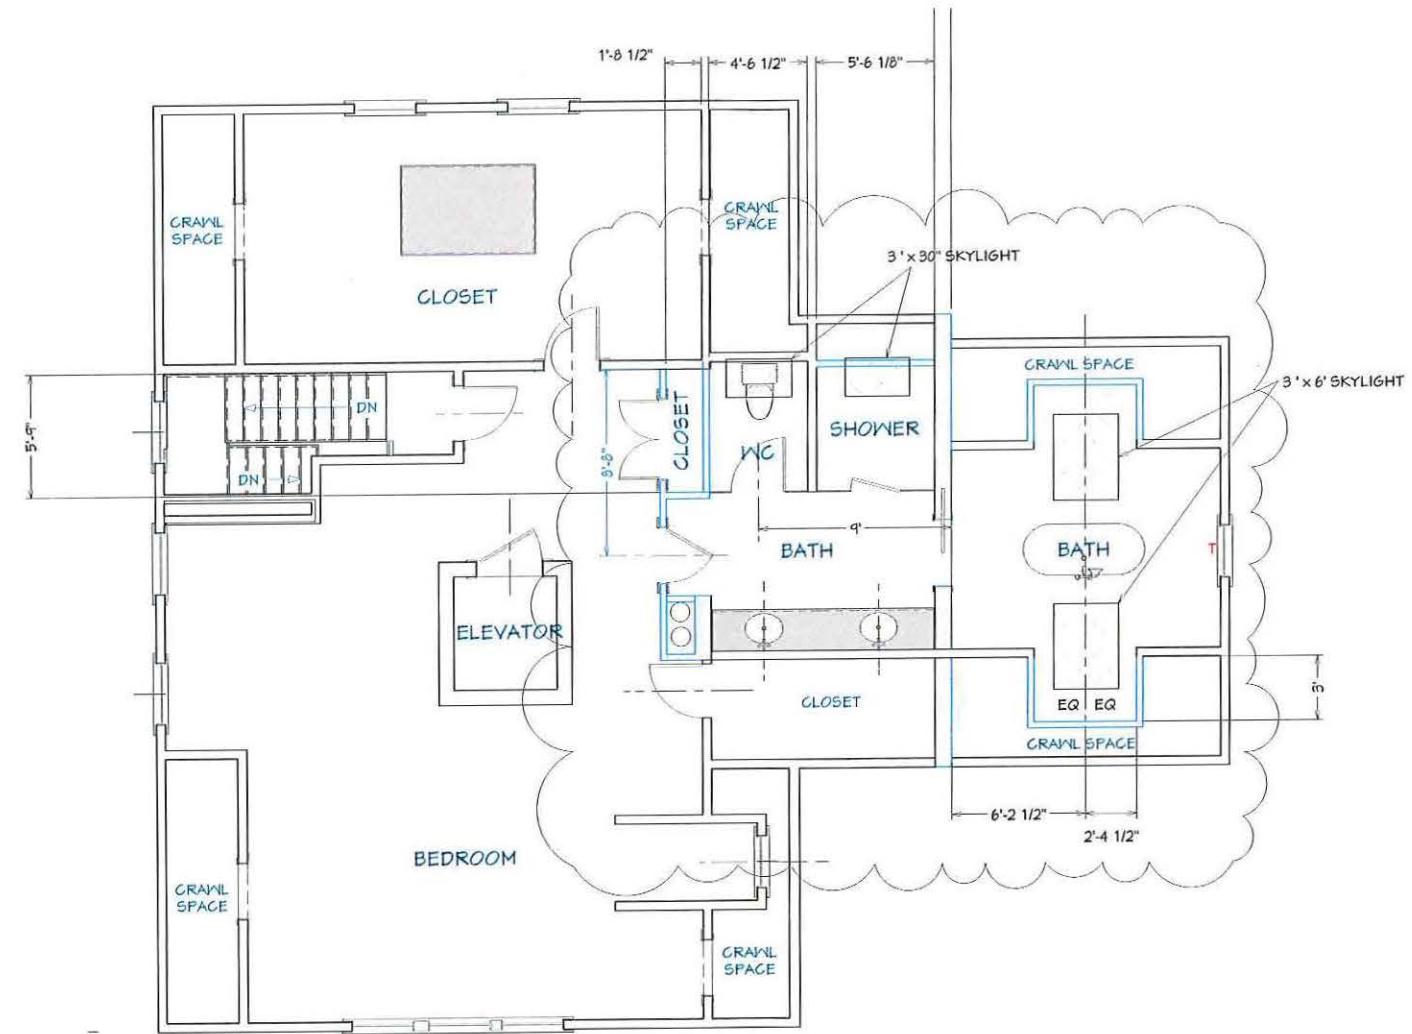 1'-8 1/2"
4'-6 1/2"
5'-6 1/8"
CRAWL
SPACE
CRAWL
SPACE
3' x 30" SKYLIGHT
CLOSET
CRAWL SPACE
3' x 6' SKYLIGHT
5'-9"
DN
CLOSET
SHOWER
8'-8"
WC
DN
9'
BATH
BATH
T
ELEVATOR
CLOSET
EQ
EQ
3'
CRAWL SPACE
6'-2 1/2"
2'-4 1/2"
BEDROOM
CRAWL
SPACE
CRAWL
SPACE